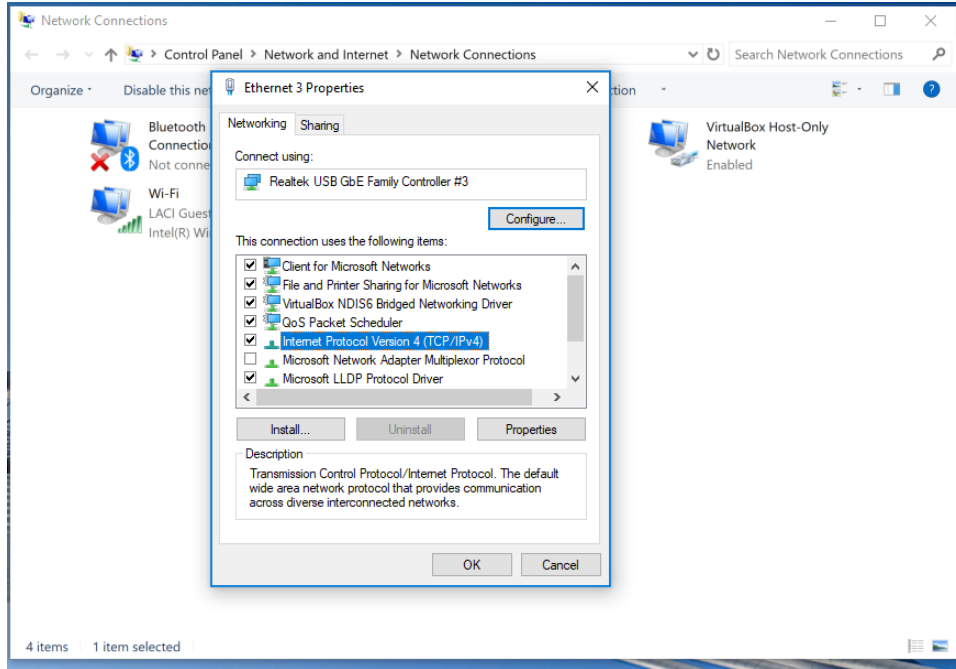 Network Connections
Control Panel > Network and Internet > Network Connections
Search Network Connections
Organize
Disable this net
tion
Bluetooth
Connection
Not conne
Wi-Fi
LACI Guest
Intel(R) Wi
VirtualBox Host-Only
Network
Enabled
Ethernet 3 Properties
Networking
Sharing
Connect using:
Realtek USB GbE Family Controller #3
Configure...
This connection uses the following items:
Client for Microsoft Networks
File and Printer Sharing for Microsoft Networks
VirtualBox NDIS6 Bridged Networking Driver
QoS Packet Scheduler
Internet Protocol Version 4 (TCP/IPv4)
Microsoft Network Adapter Multiplexor Protocol
Microsoft LLDP Protocol Driver
Install...
Uninstall
Properties
Description
Transmission Control Protocol/Internet Protocol. The default
wide area network protocol that provides communication
across diverse interconnected networks.
OK
Cancel
4 items
1 item selected